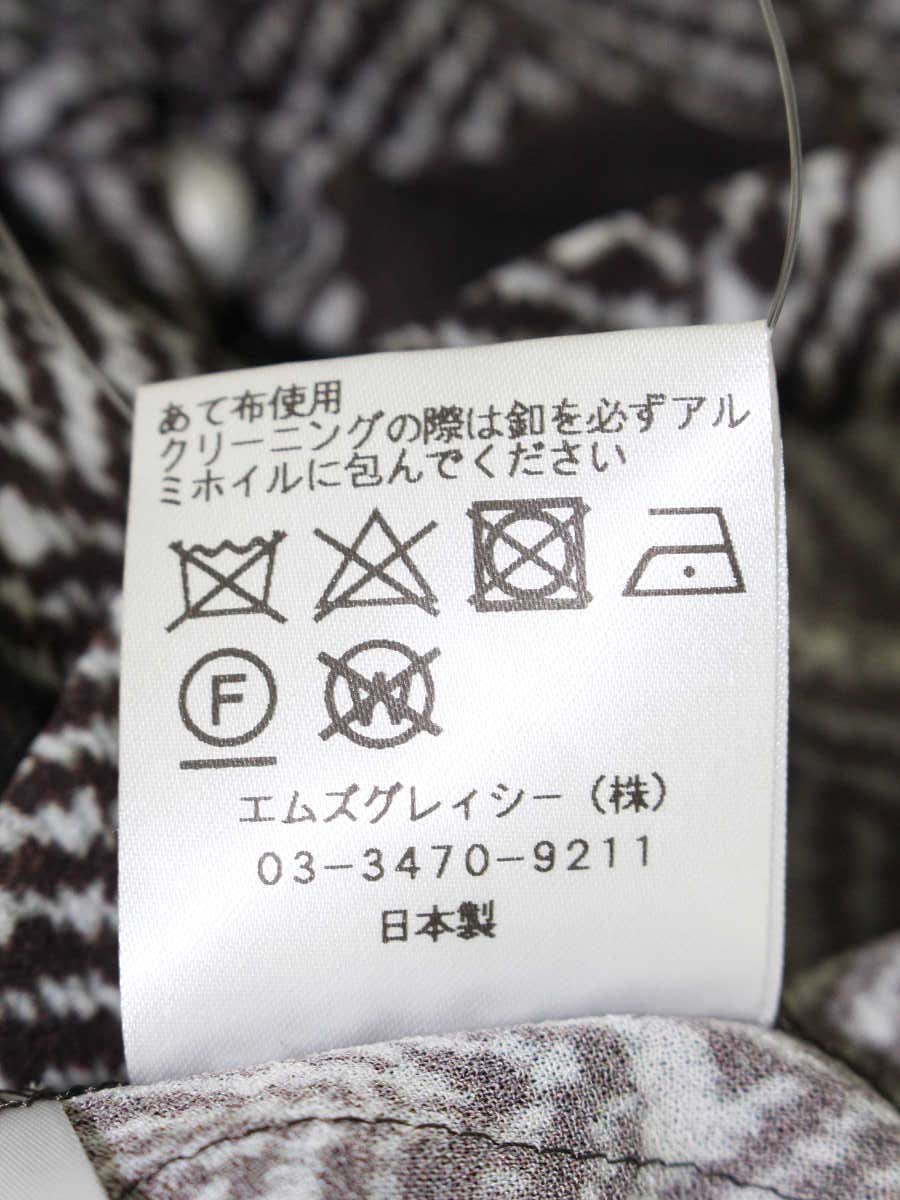 あて布使用
クリーニングの際は釦を必ずアル
ミホイルに包んでください
F
W
エムズグレイシー（株）
03-3470-9211
日本製